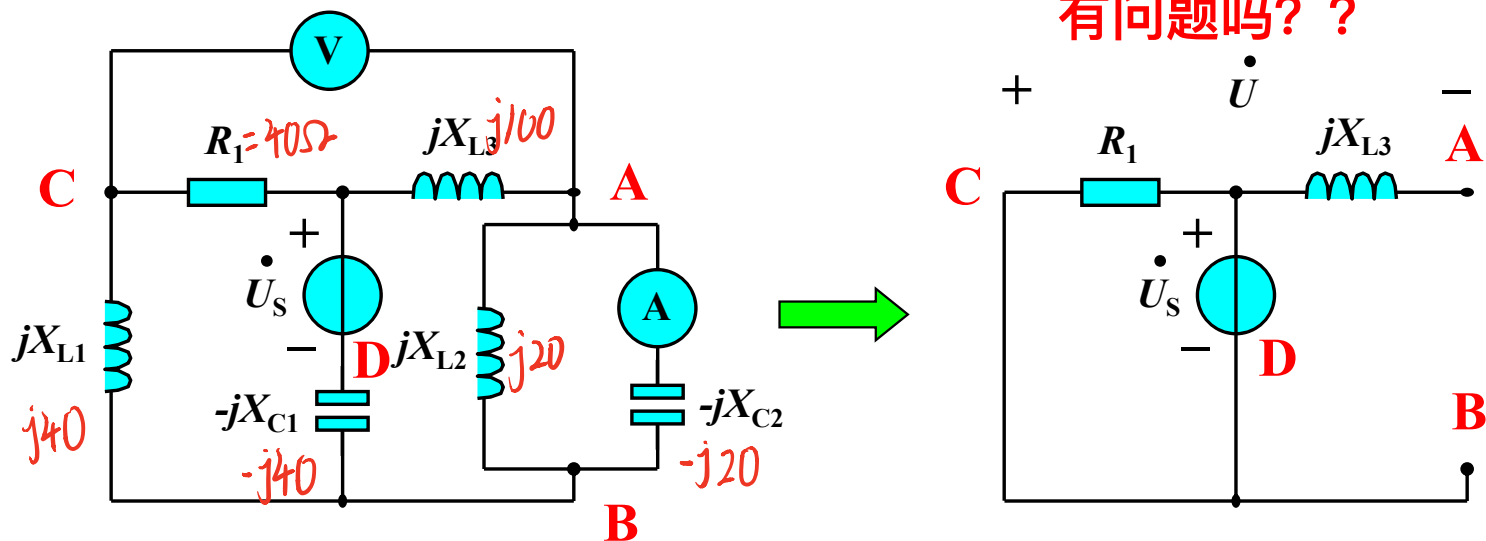 有问题吗？？
V
R1 =40Ω
jXL3 j100
C
A
+
U̇S
−
D
jXL1
j40
-jXC1
-j40
jXL2
j20
A
-jXC2
-j20
B
+
U̇
−
R1
jXL3
A
C
+
U̇S
−
D
B